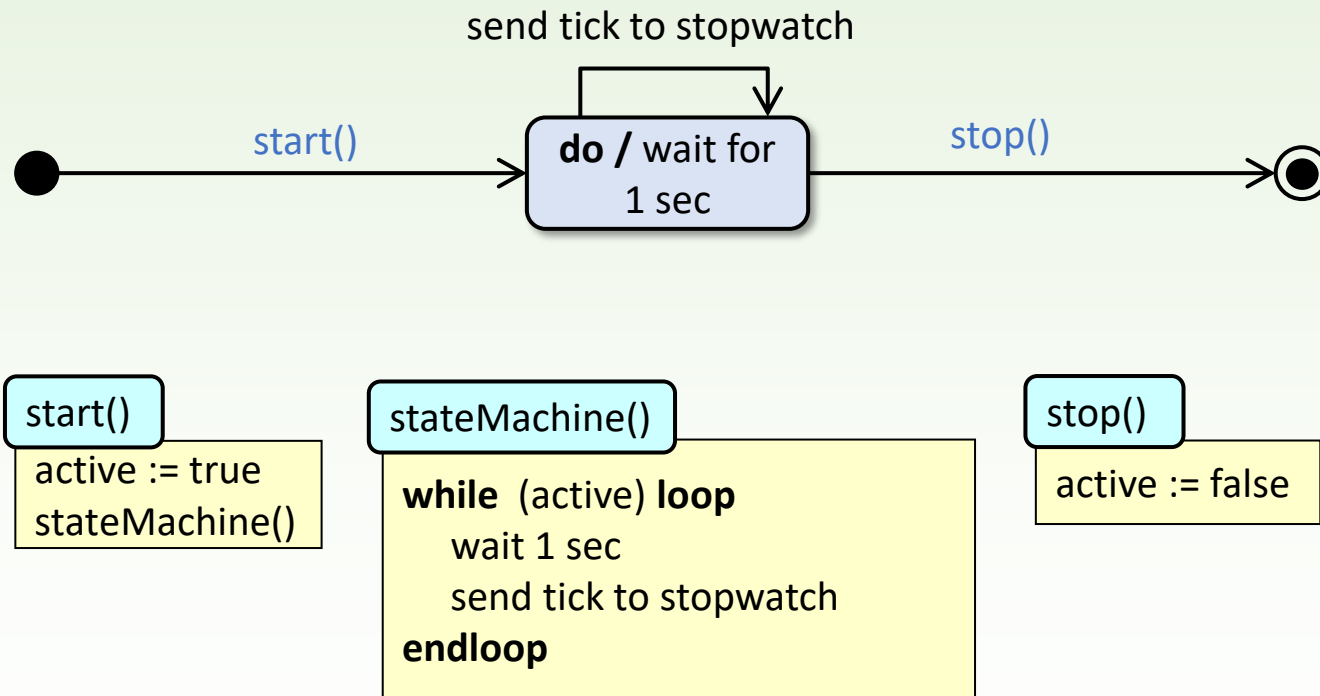 send tick to stopwatch
start()
do / wait for
1 sec
stop()
start()
active := true
stateMachine()
stateMachine()
while (active) loop
wait 1 sec
send tick to stopwatch
endloop
stop()
active := false